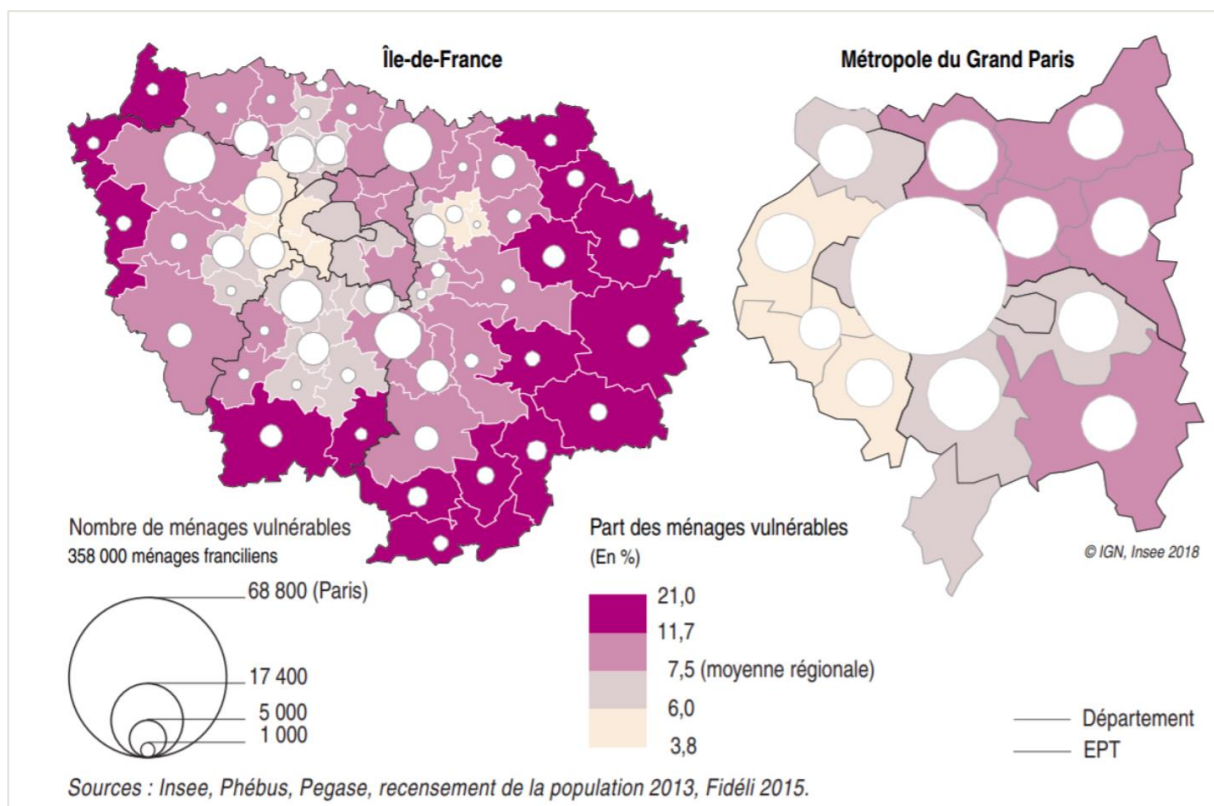 Île-de-France
Métropole du Grand Paris
Nombre de ménages vulnérables
358 000 ménages franciliens
68 800 (Paris)
17 400
5 000
1 000
Part des ménages vulnérables
(En %)
21,0
11,7
7,5 (moyenne régionale)
6,0
3,8
© IGN, Insee 2018
Département
EPT
Sources : Insee, Phébus, Pegase, recensement de la population 2013, Fidéli 2015.